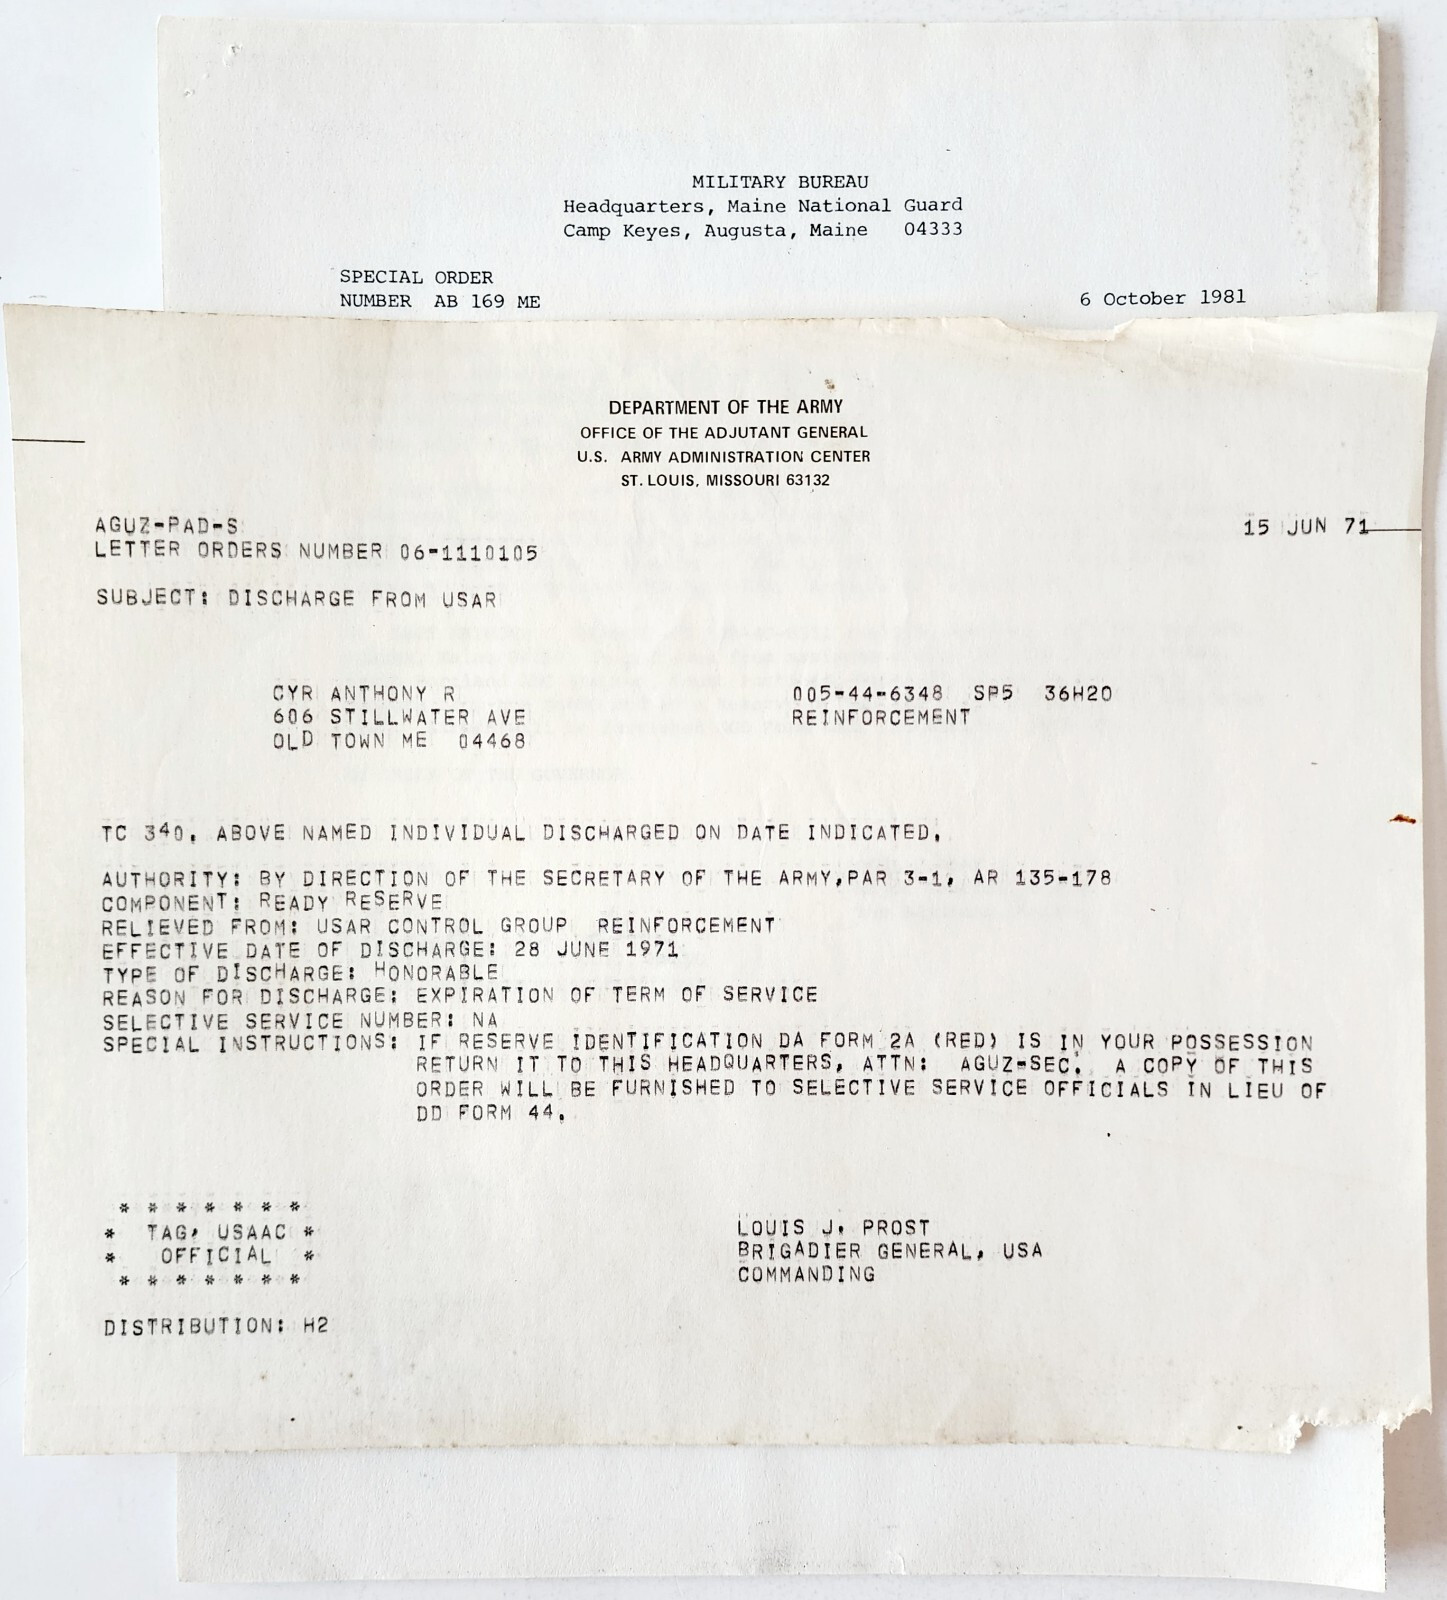 MILITARY BUREAU
Headquarters, Maine National Guard
Camp Keyes, Augusta, Maine 04333
SPECIAL ORDER
NUMBER AB 169 ME 6 October 1981
DEPARTMENT OF THE ARMY
OFFICE OF THE ADJUTANT GENERAL
U.S. ARMY ADMINISTRATION CENTER
ST. LOUIS, MISSOURI 63132
AGUZ-PAD-S 15 JUN 71
LETTER ORDERS NUMBER 06-1110105
SUBJECT: DISCHARGE FROM USAR
CYR ANTHONY R 005-44-6348 SP5 36H20
606 STILLWATER AVE REINFORCEMENT
OLD TOWN ME 04468
TC 340. ABOVE NAMED INDIVIDUAL DISCHARGED ON DATE INDICATED.
AUTHORITY: BY DIRECTION OF THE SECRETARY OF THE ARMY,PAR 3-1, AR 135-178
COMPONENT: READY RESERVE
RELIEVED FROM: USAR CONTROL GROUP REINFORCEMENT
EFFECTIVE DATE OF DISCHARGE: 28 JUNE 1971
TYPE OF DISCHARGE: HONORABLE
REASON FOR DISCHARGE: EXPIRATION OF TERM OF SERVICE
SELECTIVE SERVICE NUMBER: NA
SPECIAL INSTRUCTIONS: IF RESERVE IDENTIFICATION DA FORM 2A (RED) IS IN YOUR POSSESSION
RETURN IT TO THIS HEADQUARTERS, ATTN: AGUZ-SEC. A COPY OF THIS
ORDER WILL BE FURNISHED TO SELECTIVE SERVICE OFFICIALS IN LIEU OF
DD FORM 44.
* * * * * * *
* TAG, USAAC * LOUIS J. PROST
* OFFICIAL * BRIGADIER GENERAL, USA
* * * * * * * COMMANDING
DISTRIBUTION: H2